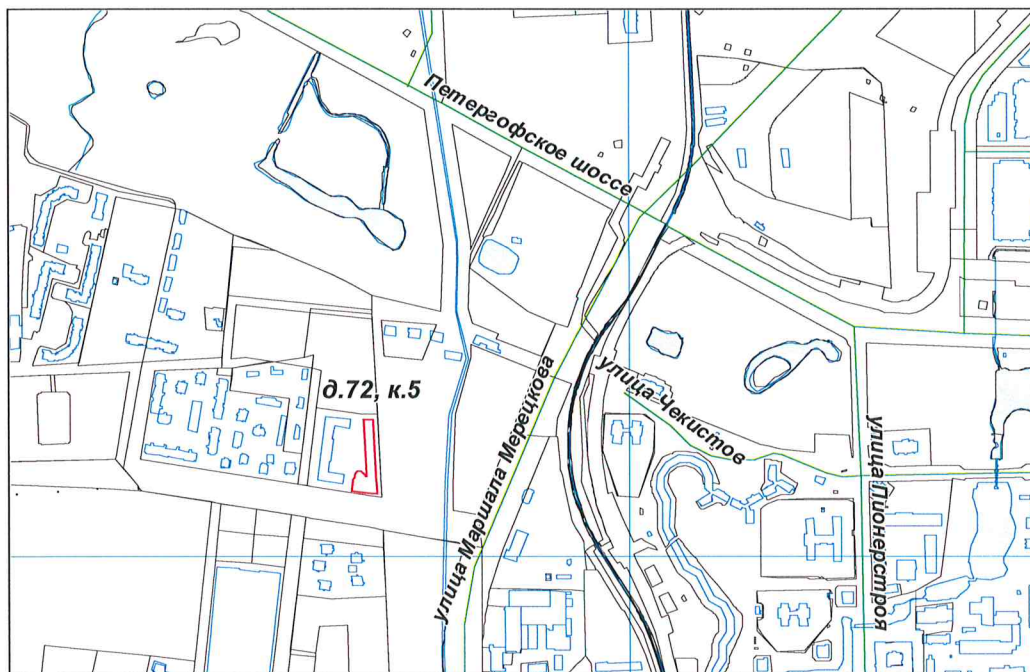 Петергофское шоссе
д.72, к.5
улица Маршала Мерецкова
улица Чекистов
улица Пионерстроя